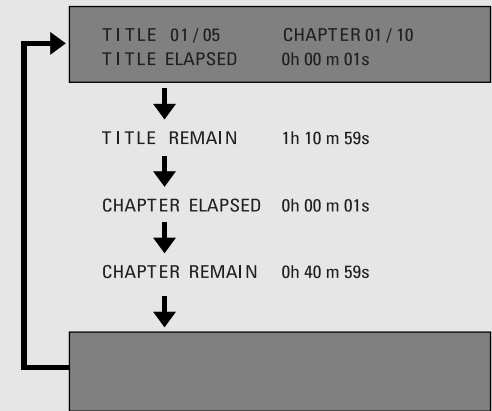 TITLE 01/05 CHAPTER 01/10
TITLE ELAPSED 0h 00 m 01s
TITLE REMAIN 1h 10 m 59s
CHAPTER ELAPSED 0h 00 m 01s
CHAPTER REMAIN 0h 40 m 59s